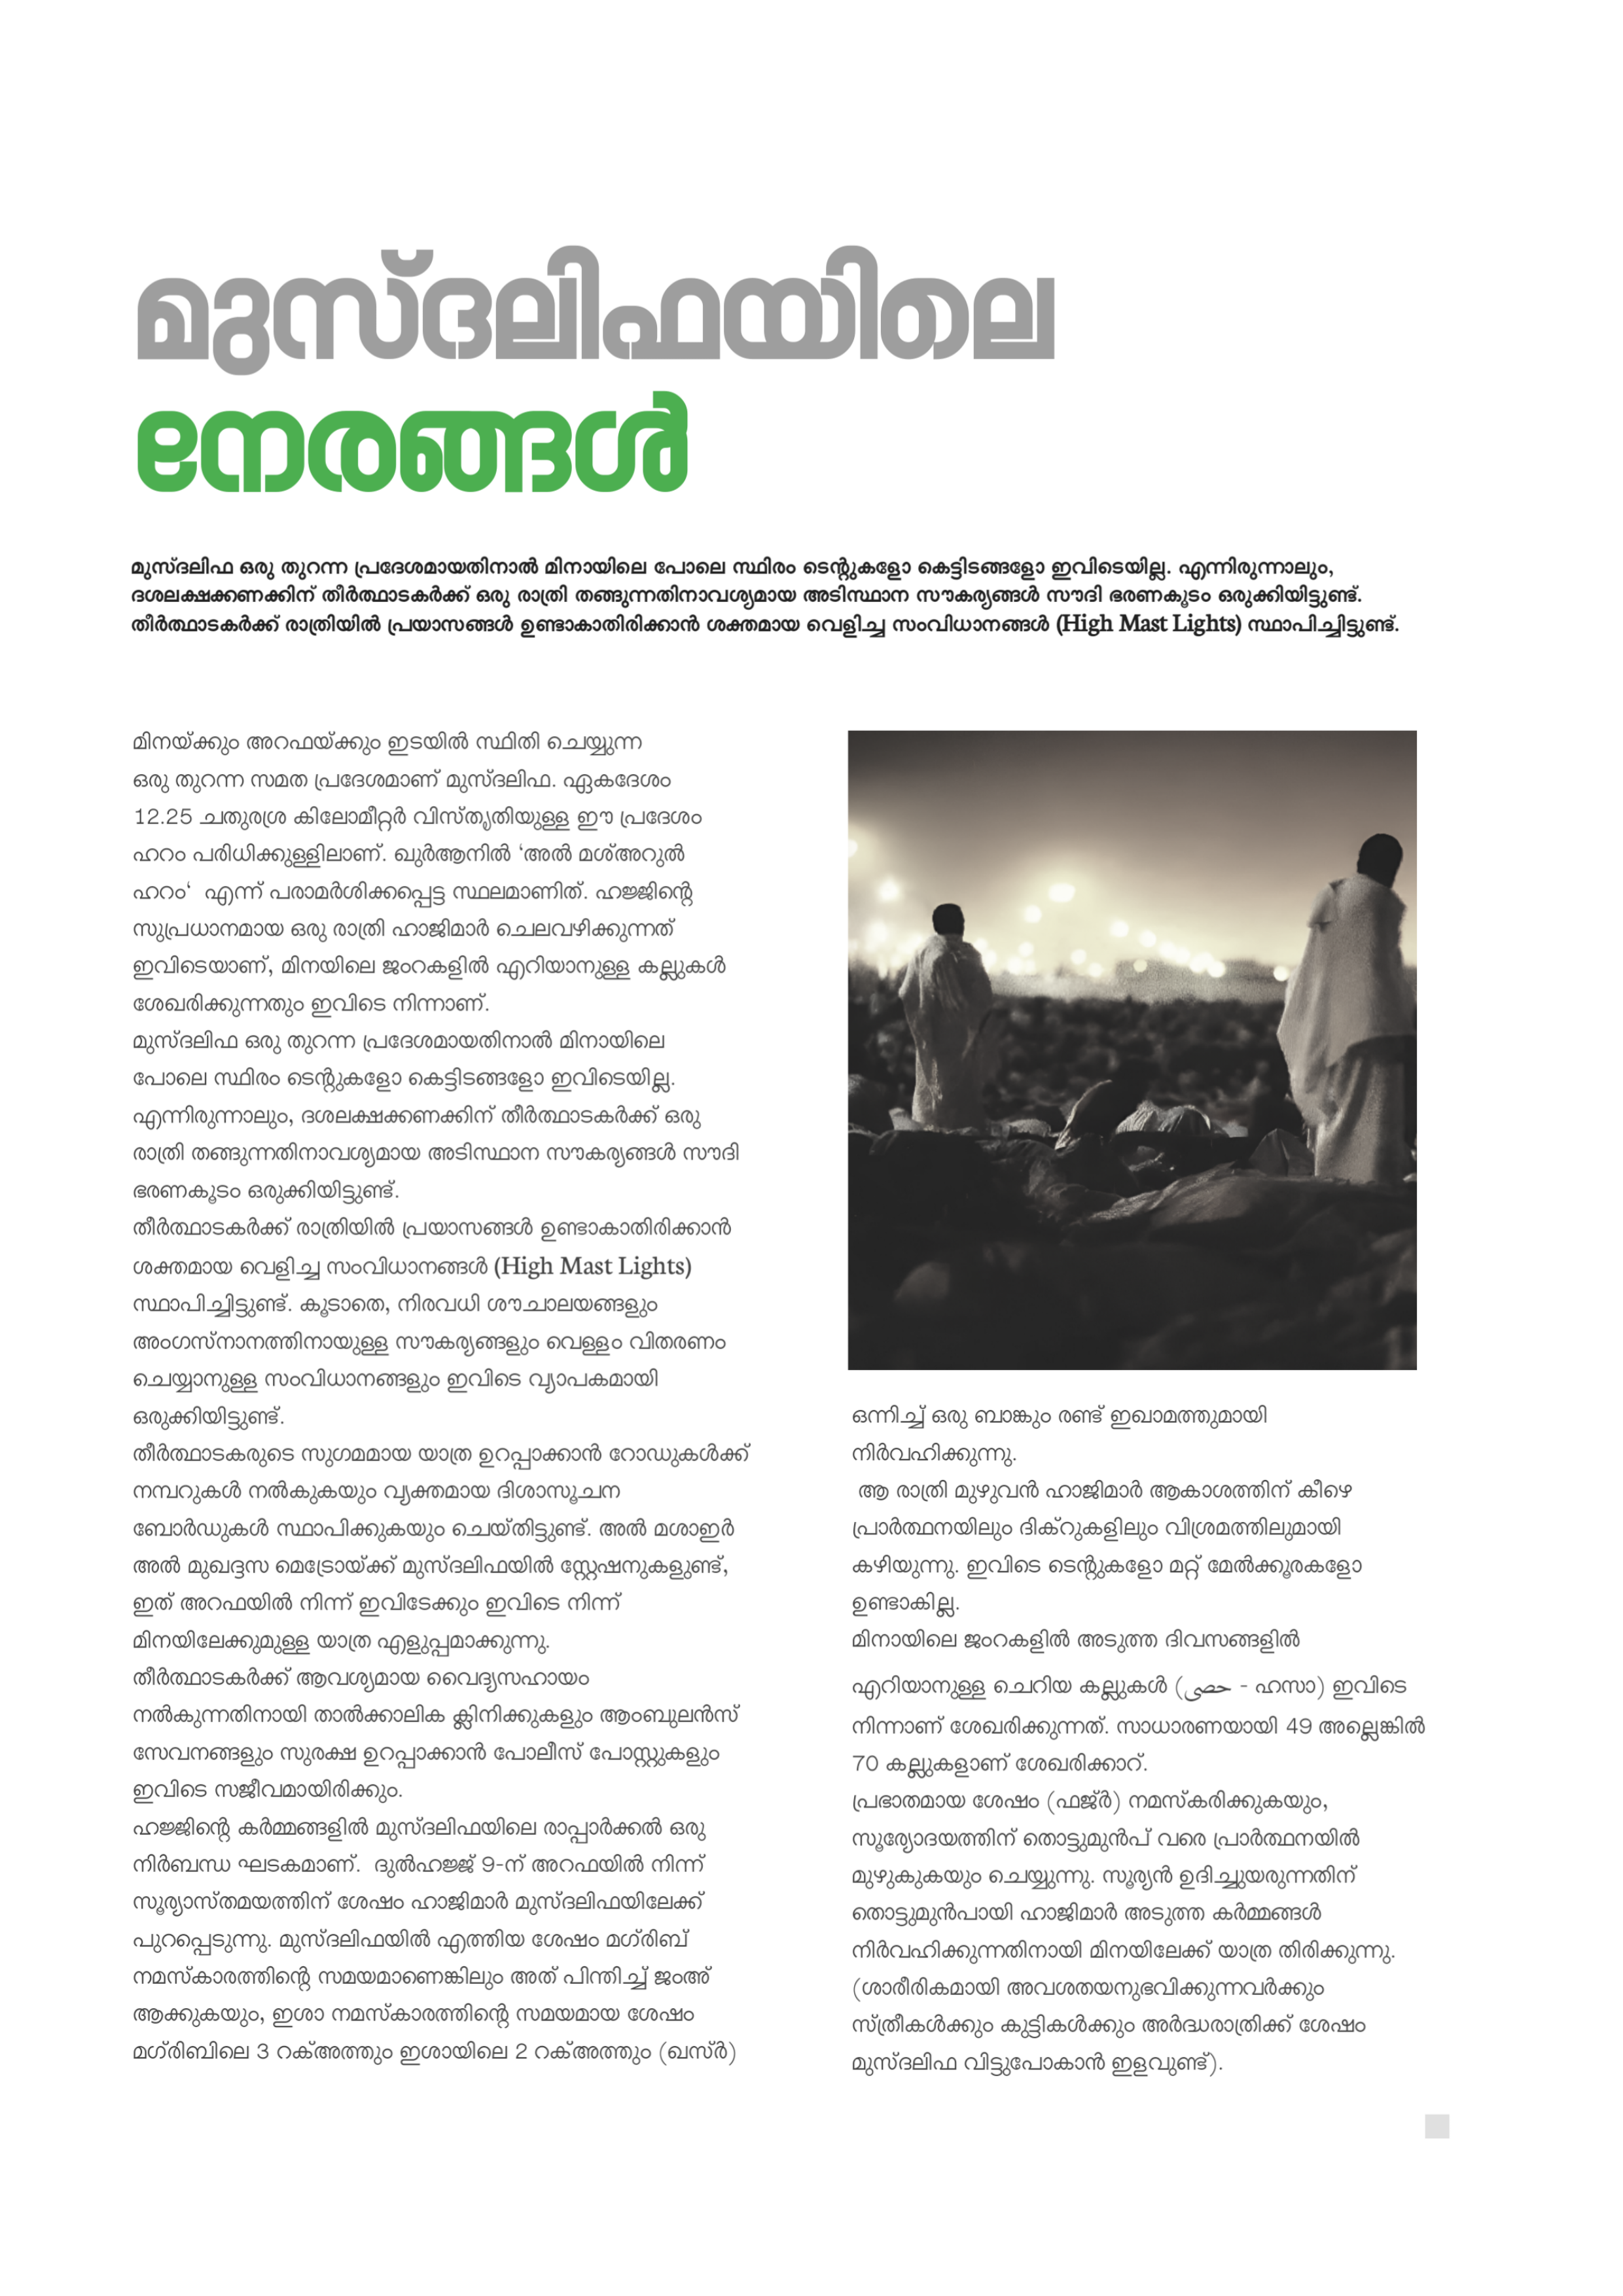 മുസ്ദലിഫയിലെ
നേരങ്ങൾ
മുസ്ദലിഫ ഒരു തുറന്ന പ്രദേശമായതിനാൽ മിനായിലെ പോലെ സ്ഥിരം ടെന്റുകളോ കെട്ടിടങ്ങളോ ഇവിടെയില്ല. എന്നിരുന്നാലും,
ദശലക്ഷക്കണക്കിന് തീർത്ഥാടകർക്ക് ഒരു രാത്രി തങ്ങുന്നതിനാവശ്യമായ അടിസ്ഥാന സൗകര്യങ്ങൾ സൗദി ഭരണകൂടം ഒരുക്കിയിട്ടുണ്ട്.
തീർത്ഥാടകർക്ക് രാത്രിയിൽ പ്രയാസങ്ങൾ ഉണ്ടാകാതിരിക്കാൻ ശക്തമായ വെളിച്ച സംവിധാനങ്ങൾ (High Mast Lights) സ്ഥാപിച്ചിട്ടുണ്ട്.
മിനയ്ക്കും അറഫയ്ക്കും ഇടയിൽ സ്ഥിതി ചെയ്യുന്ന
ഒരു തുറന്ന സമത പ്രദേശമാണ് മുസ്ദലിഫ. ഏകദേശം
12.25 ചതുരശ്ര കിലോമീറ്റർ വിസ്തൃതിയുള്ള ഈ പ്രദേശം
ഹറം പരിധിക്കുള്ളിലാണ്. ഖുർആനിൽ ‘അൽ മശ്അറുൽ
ഹറം‘ എന്ന് പരാമർശിക്കപ്പെട്ട സ്ഥലമാണിത്. ഹജ്ജിന്റെ
സുപ്രധാനമായ ഒരു രാത്രി ഹാജിമാർ ചെലവഴിക്കുന്നത്
ഇവിടെയാണ്, മിനയിലെ ജംറകളിൽ എറിയാനുള്ള കല്ലുകൾ
ശേഖരിക്കുന്നതും ഇവിടെ നിന്നാണ്.
മുസ്ദലിഫ ഒരു തുറന്ന പ്രദേശമായതിനാൽ മിനായിലെ
പോലെ സ്ഥിരം ടെന്റുകളോ കെട്ടിടങ്ങളോ ഇവിടെയില്ല.
എന്നിരുന്നാലും, ദശലക്ഷക്കണക്കിന് തീർത്ഥാടകർക്ക് ഒരു
രാത്രി തങ്ങുന്നതിനാവശ്യമായ അടിസ്ഥാന സൗകര്യങ്ങൾ സൗദി
ഭരണകൂടം ഒരുക്കിയിട്ടുണ്ട്.
തീർത്ഥാടകർക്ക് രാത്രിയിൽ പ്രയാസങ്ങൾ ഉണ്ടാകാതിരിക്കാൻ
ശക്തമായ വെളിച്ച സംവിധാനങ്ങൾ (High Mast Lights)
സ്ഥാപിച്ചിട്ടുണ്ട്. കൂടാതെ, നിരവധി ശൗചാലയങ്ങളും
അംഗസ്നാനത്തിനായുള്ള സൗകര്യങ്ങളും വെള്ളം വിതരണം
ചെയ്യാനുള്ള സംവിധാനങ്ങളും ഇവിടെ വ്യാപകമായി
ഒരുക്കിയിട്ടുണ്ട്.
തീർത്ഥാടകരുടെ സുഗമമായ യാത്ര ഉറപ്പാക്കാൻ റോഡുകൾക്ക്
നമ്പറുകൾ നൽകുകയും വ്യക്തമായ ദിശാസൂചന
ബോർഡുകൾ സ്ഥാപിക്കുകയും ചെയ്തിട്ടുണ്ട്. അൽ മശാഇർ
അൽ മുഖദ്ദസ മെട്രോയ്ക്ക് മുസ്ദലിഫയിൽ സ്റ്റേഷനുകളുണ്ട്,
ഇത് അറഫയിൽ നിന്ന് ഇവിടേക്കും ഇവിടെ നിന്ന്
മിനയിലേക്കുമുള്ള യാത്ര എളുപ്പമാക്കുന്നു.
തീർത്ഥാടകർക്ക് ആവശ്യമായ വൈദ്യസഹായം
നൽകുന്നതിനായി താൽക്കാലിക ക്ലിനിക്കുകളും ആംബുലൻസ്
സേവനങ്ങളും സുരക്ഷ ഉറപ്പാക്കാൻ പോലീസ് പോസ്റ്റുകളും
ഇവിടെ സജീവമായിരിക്കും.
ഹജ്ജിന്റെ കർമ്മങ്ങളിൽ മുസ്ദലിഫയിലെ രാപ്പാർക്കൽ ഒരു
നിർബന്ധ ഘടകമാണ്. ദുൽഹജ്ജ് 9-ന് അറഫയിൽ നിന്ന്
സൂര്യാസ്തമയത്തിന് ശേഷം ഹാജിമാർ മുസ്ദലിഫയിലേക്ക്
പുറപ്പെടുന്നു. മുസ്ദലിഫയിൽ എത്തിയ ശേഷം മഗ്‌രിബ്
നമസ്കാരത്തിന്റെ സമയമാണെങ്കിലും അത് പിന്തിച്ച് ജംഅ്
ആക്കുകയും, ഇശാ നമസ്കാരത്തിന്റെ സമയമായ ശേഷം
മഗ്‌രിബിലെ 3 റക്അത്തും ഇശായിലെ 2 റക്അത്തും (ഖസ്ർ)
ഒന്നിച്ച് ഒരു ബാങ്കും രണ്ട് ഇഖാമത്തുമായി
നിർവഹിക്കുന്നു.
ആ രാത്രി മുഴുവൻ ഹാജിമാർ ആകാശത്തിന് കീഴെ
പ്രാർത്ഥനയിലും ദിക്റുകളിലും വിശ്രമത്തിലുമായി
കഴിയുന്നു. ഇവിടെ ടെന്റുകളോ മറ്റ് മേൽക്കൂരകളോ
ഉണ്ടാകില്ല.
മിനായിലെ ജംറകളിൽ അടുത്ത ദിവസങ്ങളിൽ
എറിയാനുള്ള ചെറിയ കല്ലുകൾ (حصى - ഹസാ) ഇവിടെ
നിന്നാണ് ശേഖരിക്കുന്നത്. സാധാരണയായി 49 അല്ലെങ്കിൽ
70 കല്ലുകളാണ് ശേഖരിക്കാറ്.
പ്രഭാതമായ ശേഷം (ഫജ്ർ) നമസ്കരിക്കുകയും,
സൂര്യോദയത്തിന് തൊട്ടുമുൻപ് വരെ പ്രാർത്ഥനയിൽ
മുഴുകുകയും ചെയ്യുന്നു. സൂര്യൻ ഉദിച്ചുയരുന്നതിന്
തൊട്ടുമുൻപായി ഹാജിമാർ അടുത്ത കർമ്മങ്ങൾ
നിർവഹിക്കുന്നതിനായി മിനയിലേക്ക് യാത്ര തിരിക്കുന്നു.
(ശാരീരികമായി അവശതയനുഭവിക്കുന്നവർക്കും
സ്ത്രീകൾക്കും കുട്ടികൾക്കും അർദ്ധരാത്രിക്ക് ശേഷം
മുസ്ദലിഫ വിട്ടുപോകാൻ ഇളവുണ്ട്).